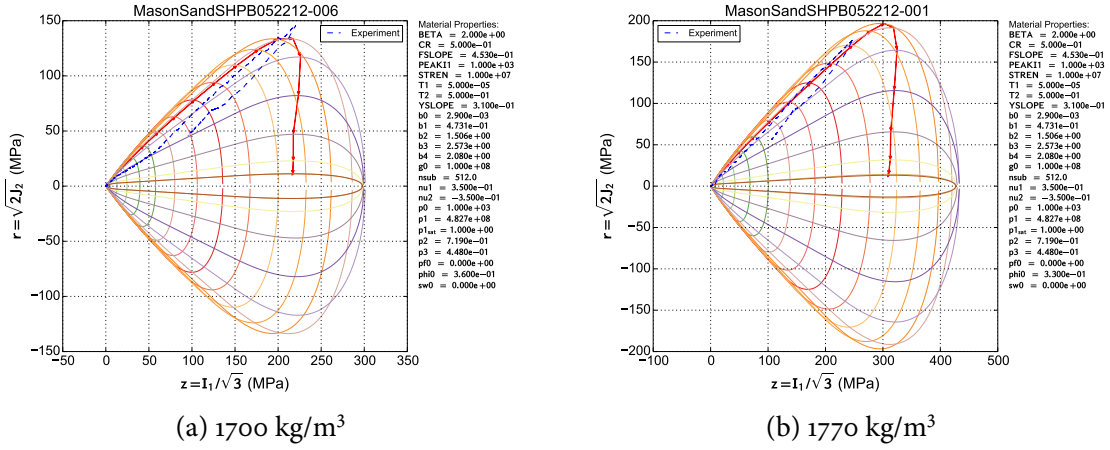 MasonSandSHPB052212-006
150
100
50
0
−50
−100
−150
−50
0
50
100
150
200
250
300
350
r = √2J₂ (MPa)
z = I₁/√3 (MPa)
Experiment
Material Properties:
BETA = 2.000e+00
CR = 5.000e−01
FSLOPE = 4.530e−01
PEAKI1 = 1.000e+03
STREN = 1.000e+07
T1 = 5.000e−05
T2 = 5.000e−01
YSLOPE = 3.100e−01
b0 = 2.900e−03
b1 = 4.731e−01
b2 = 1.506e+00
b3 = 2.573e+00
b4 = 2.080e+00
g0 = 1.000e+08
nsub = 512.0
nu1 = 3.500e−01
nu2 = −3.500e−01
p0 = 1.000e+03
p1 = 4.827e+08
p1sat = 1.000e+00
p2 = 7.190e−01
p3 = 4.480e−01
pf0 = 0.000e+00
phi0 = 3.600e−01
sw0 = 0.000e+00
(a) 1700 kg/m³
MasonSandSHPB052212-001
200
150
100
50
0
−50
−100
−150
−200
−100
0
100
200
300
400
500
r = √2J₂ (MPa)
z = I₁/√3 (MPa)
Experiment
Material Properties:
BETA = 2.000e+00
CR = 5.000e−01
FSLOPE = 4.530e−01
PEAKI1 = 1.000e+03
STREN = 1.000e+07
T1 = 5.000e−05
T2 = 5.000e−01
YSLOPE = 3.100e−01
b0 = 2.900e−03
b1 = 4.731e−01
b2 = 1.506e+00
b3 = 2.573e+00
b4 = 2.080e+00
g0 = 1.000e+08
nsub = 512.0
nu1 = 3.500e−01
nu2 = −3.500e−01
p0 = 1.000e+03
p1 = 4.827e+08
p1sat = 1.000e+00
p2 = 7.190e−01
p3 = 4.480e−01
pf0 = 0.000e+00
phi0 = 3.300e−01
sw0 = 0.000e+00
(b) 1770 kg/m³